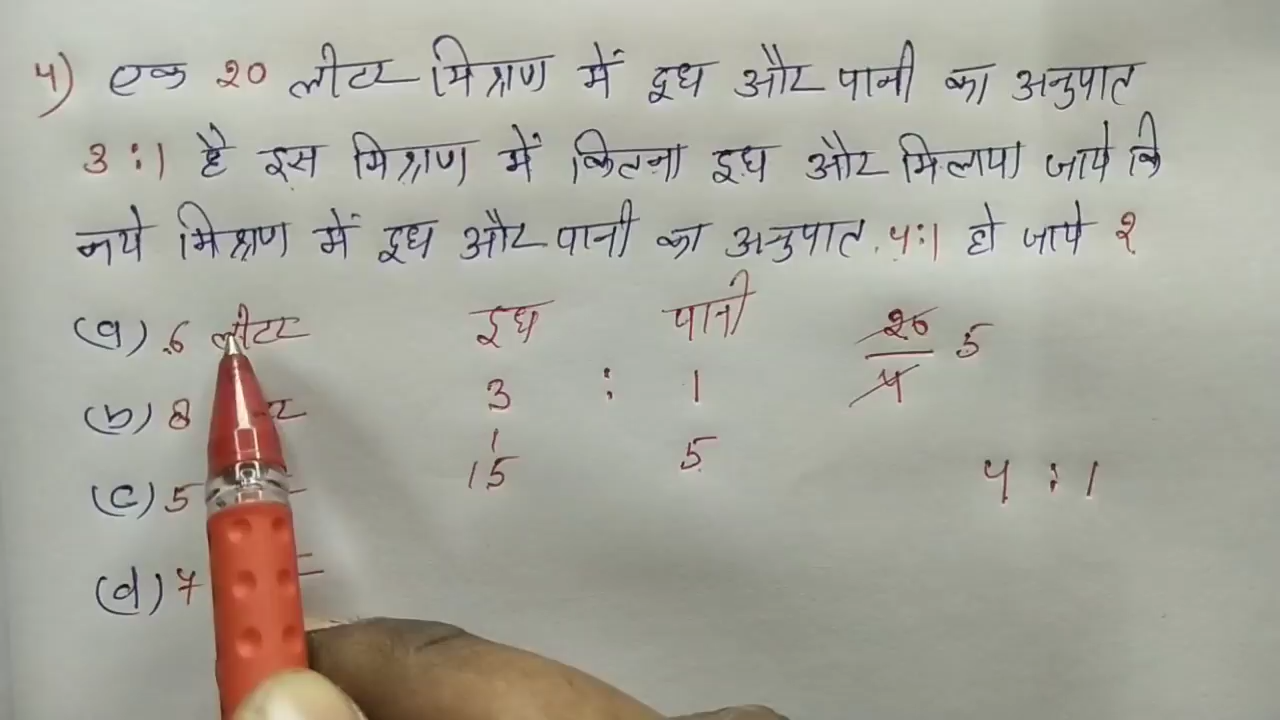 4) एक 20 लीटर मिश्रण में दूध और पानी का अनुपात
3 : 1 है इस मिश्रण में कितना दूध और मिलाया जाये कि
नये मिश्रण में दूध और पानी का अनुपात 4:1 हो जाये ?
(a) 6 लीटर
दूध पानी
20/4 5
3 : 1
(b) 8
15 5
4 : 1
(c) 5
(d) 7